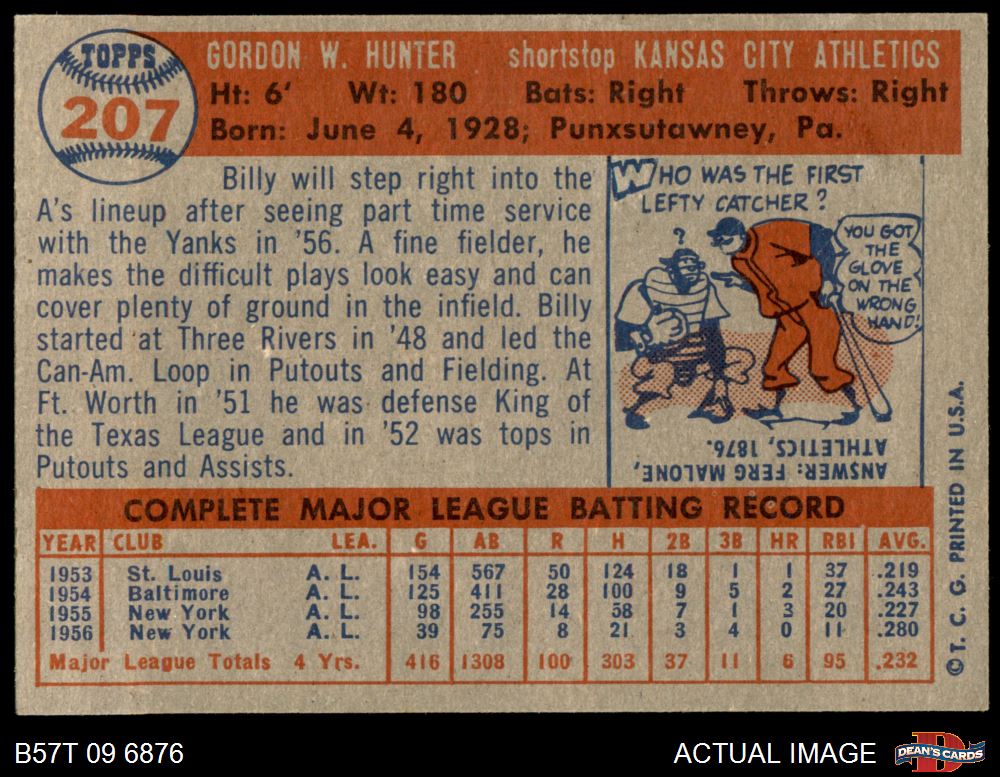 TOPPS
207
GORDON W. HUNTER shortstop KANSAS CITY ATHLETICS
Ht: 6' Wt: 180 Bats: Right Throws: Right
Born: June 4, 1928; Punxsutawney, Pa.
Billy will step right into the
A's lineup after seeing part time service
with the Yanks in '56. A fine fielder, he
makes the difficult plays look easy and can
cover plenty of ground in the infield. Billy
started at Three Rivers in '48 and led the
Can-Am. Loop in Putouts and Fielding. At
Ft. Worth in '51 he was defense King of
the Texas League and in '52 was tops in
Putouts and Assists.
WHO WAS THE FIRST
LEFTY CATCHER?
?
YOU GOT
THE
GLOVE
ON THE
WRONG
HAND!
ANSWER: FERG MALONE,
ATHLETICS, 1876.
COMPLETE MAJOR LEAGUE BATTING RECORD
YEAR CLUB LEA. G AB R H 2B 3B HR RBI AVG.
1953 St. Louis A. L. 154 567 50 124 18 1 1 37 .219
1954 Baltimore A. L. 125 411 28 100 9 5 2 27 .243
1955 New York A. L. 98 255 14 58 7 1 3 20 .227
1956 New York A. L. 39 75 8 21 3 4 0 11 .280
Major League Totals 4 Yrs. 416 1308 100 303 37 11 6 95 .232
© T. C. G. PRINTED IN U.S.A.
B57T 09 6876
ACTUAL IMAGE
D
DEAN'S CARDS